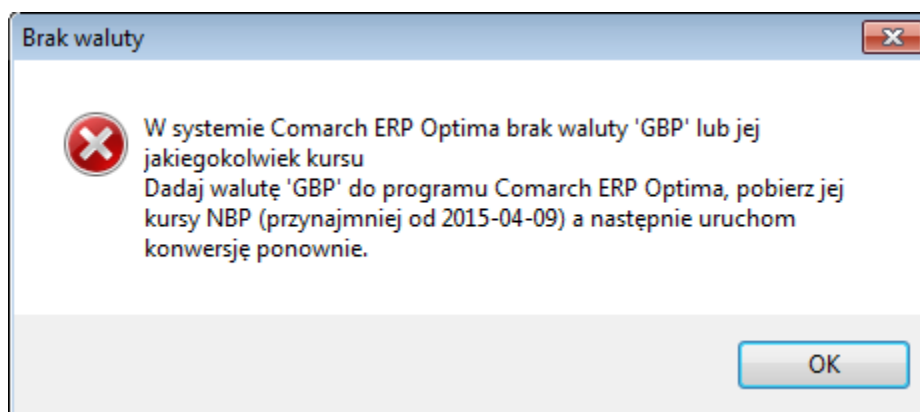 Brak waluty
W systemie Comarch ERP Optima brak waluty 'GBP' lub jej
jakiegokolwiek kursu
Dadaj walutę 'GBP' do programu Comarch ERP Optima, pobierz jej
kursy NBP (przynajmniej od 2015-04-09) a następnie uruchom
konwersję ponownie.
OK